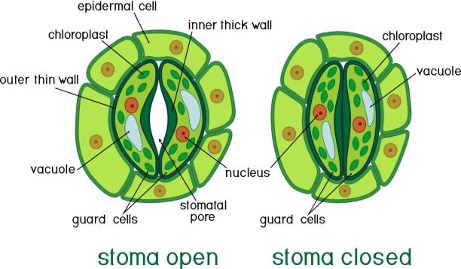 epidermal cell
chloroplast
inner thick wall
outer thin wall
vacuole
guard cells
stomatal
pore
nucleus
chloroplast
vacuole
guard cells
stoma open
stoma closed